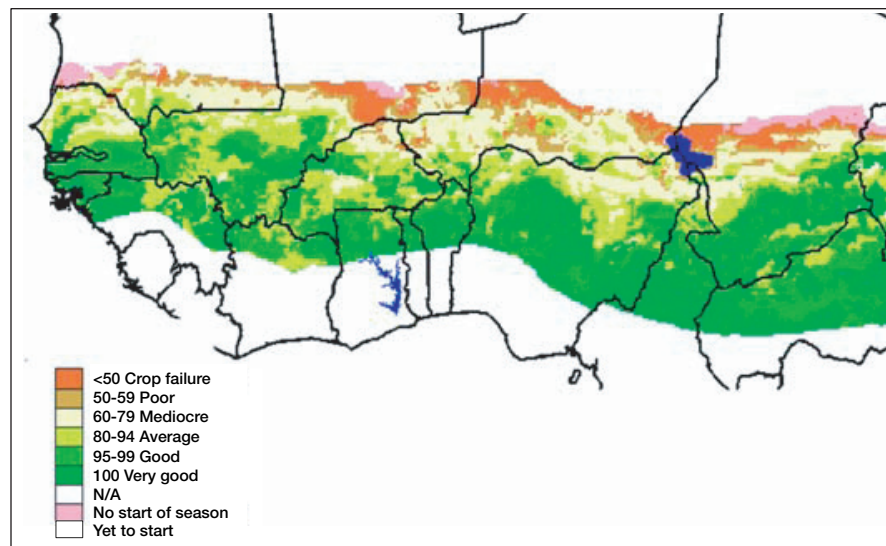 <50 Crop failure
50-59 Poor
60-79 Mediocre
80-94 Average
95-99 Good
100 Very good
N/A
No start of season
Yet to start